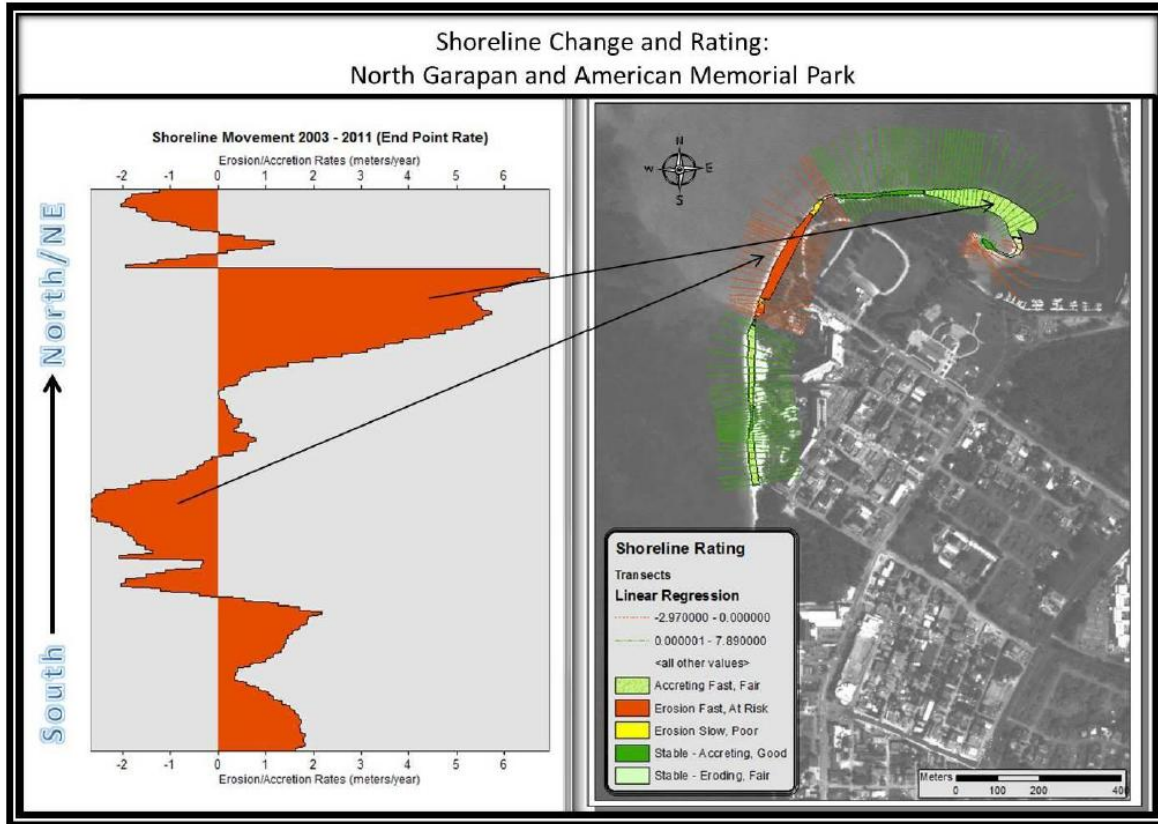 Shoreline Change and Rating:
North Garapan and American Memorial Park
Shoreline Movement 2003 - 2011 (End Point Rate)
Erosion/Accretion Rates (meters/year)
-2 -1 0 1 2 3 4 5 6
North/NE
South
-2 -1 0 1 2 3 4 5 6
Erosion/Accretion Rates (meters/year)
N
W E
S
Shoreline Rating
Transects
Linear Regression
-2.970000 - 0.000000
0.000001 - 7.890000
<all other values>
Accreting Fast, Fair
Erosion Fast, At Risk
Erosion Slow, Poor
Stable - Accreting, Good
Stable - Eroding, Fair
Meters
0 100 200 400